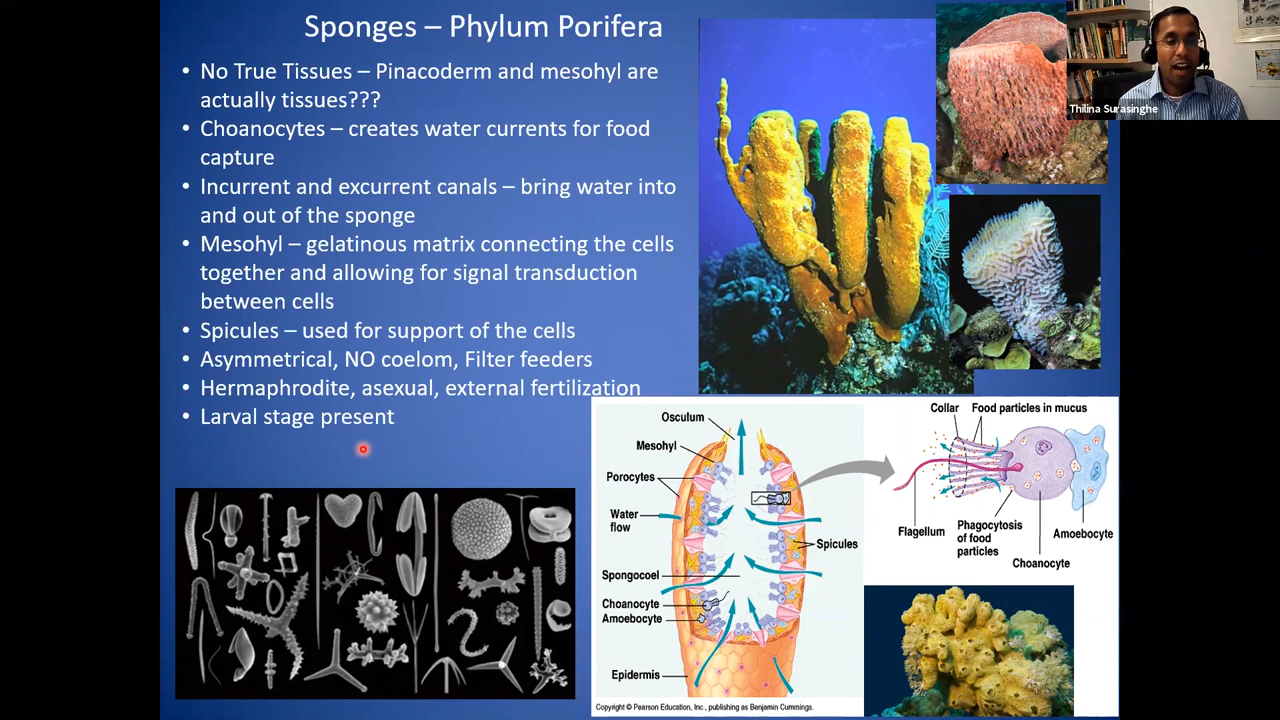 Sponges – Phylum Porifera
• No True Tissues – Pinacoderm and mesohyl are
actually tissues???
• Choanocytes – creates water currents for food
capture
• Incurrent and excurrent canals – bring water into
and out of the sponge
• Mesohyl – gelatinous matrix connecting the cells
together and allowing for signal transduction
between cells
• Spicules – used for support of the cells
• Asymmetrical, NO coelom, Filter feeders
• Hermaphrodite, asexual, external fertilization
• Larval stage present
Thilina Surasinghe
Osculum
Mesohyl
Porocytes
Water
flow
Spicules
Spongocoel
Choanocyte
Amoebocyte
Epidermis
Collar
Food particles in mucus
Flagellum
Phagocytosis
of food
particles
Choanocyte
Amoebocyte
Copyright © Pearson Education, Inc., publishing as Benjamin Cummings.